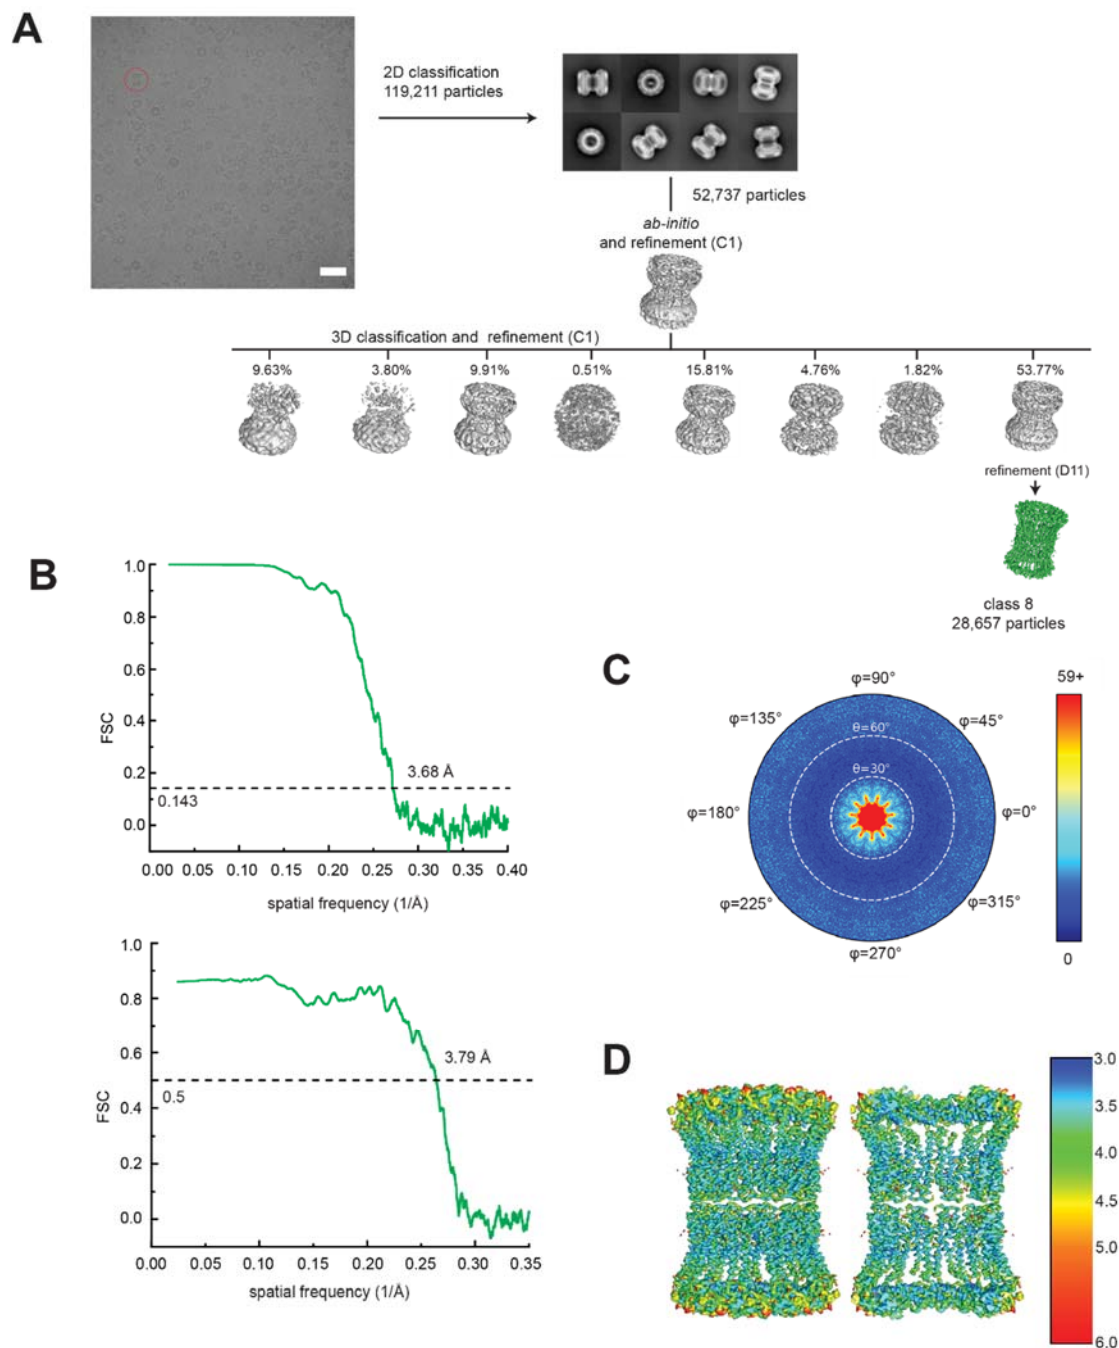 A
2D classification
119,211 particles
52,737 particles
ab-initio
and refinement (C1)
3D classification and refinement (C1)
9.63%
3.80%
9.91%
0.51%
15.81%
4.76%
1.82%
53.77%
refinement (D11)
class 8
28,657 particles
B
1.0
0.8
0.6
0.4
0.2
0.0
FSC
3.68 Å
0.143
0.00 0.05 0.10 0.15 0.20 0.25 0.30 0.35 0.40
spatial frequency (1/Å)
1.0
0.8
0.6
0.4
0.2
0.0
FSC
3.79 Å
0.5
0.00 0.05 0.10 0.15 0.20 0.25 0.30 0.35
spatial frequency (1/Å)
C
φ=90°
φ=135°
φ=45°
θ=60°
θ=30°
φ=180°
φ=0°
φ=225°
φ=315°
φ=270°
59+
0
D
3.0
3.5
4.0
4.5
5.0
6.0